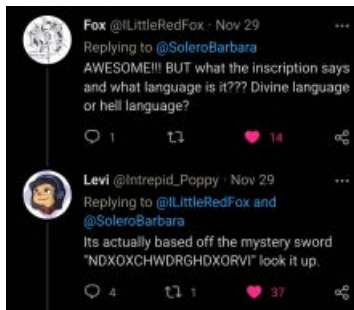 Fox @ILittleRedFox · Nov 29
Replying to @SoleroBarbara
AWESOME!!! BUT what the inscription says
and what language is it??? Divine language
or hell language?
1 14
Levi @Intrepid_Poppy · Nov 29
Replying to @ILittleRedFox and
@SoleroBarbara
Its actually based off the mystery sword
"NDXOXCHWDRGHDXORVI" look it up.
4 1 37